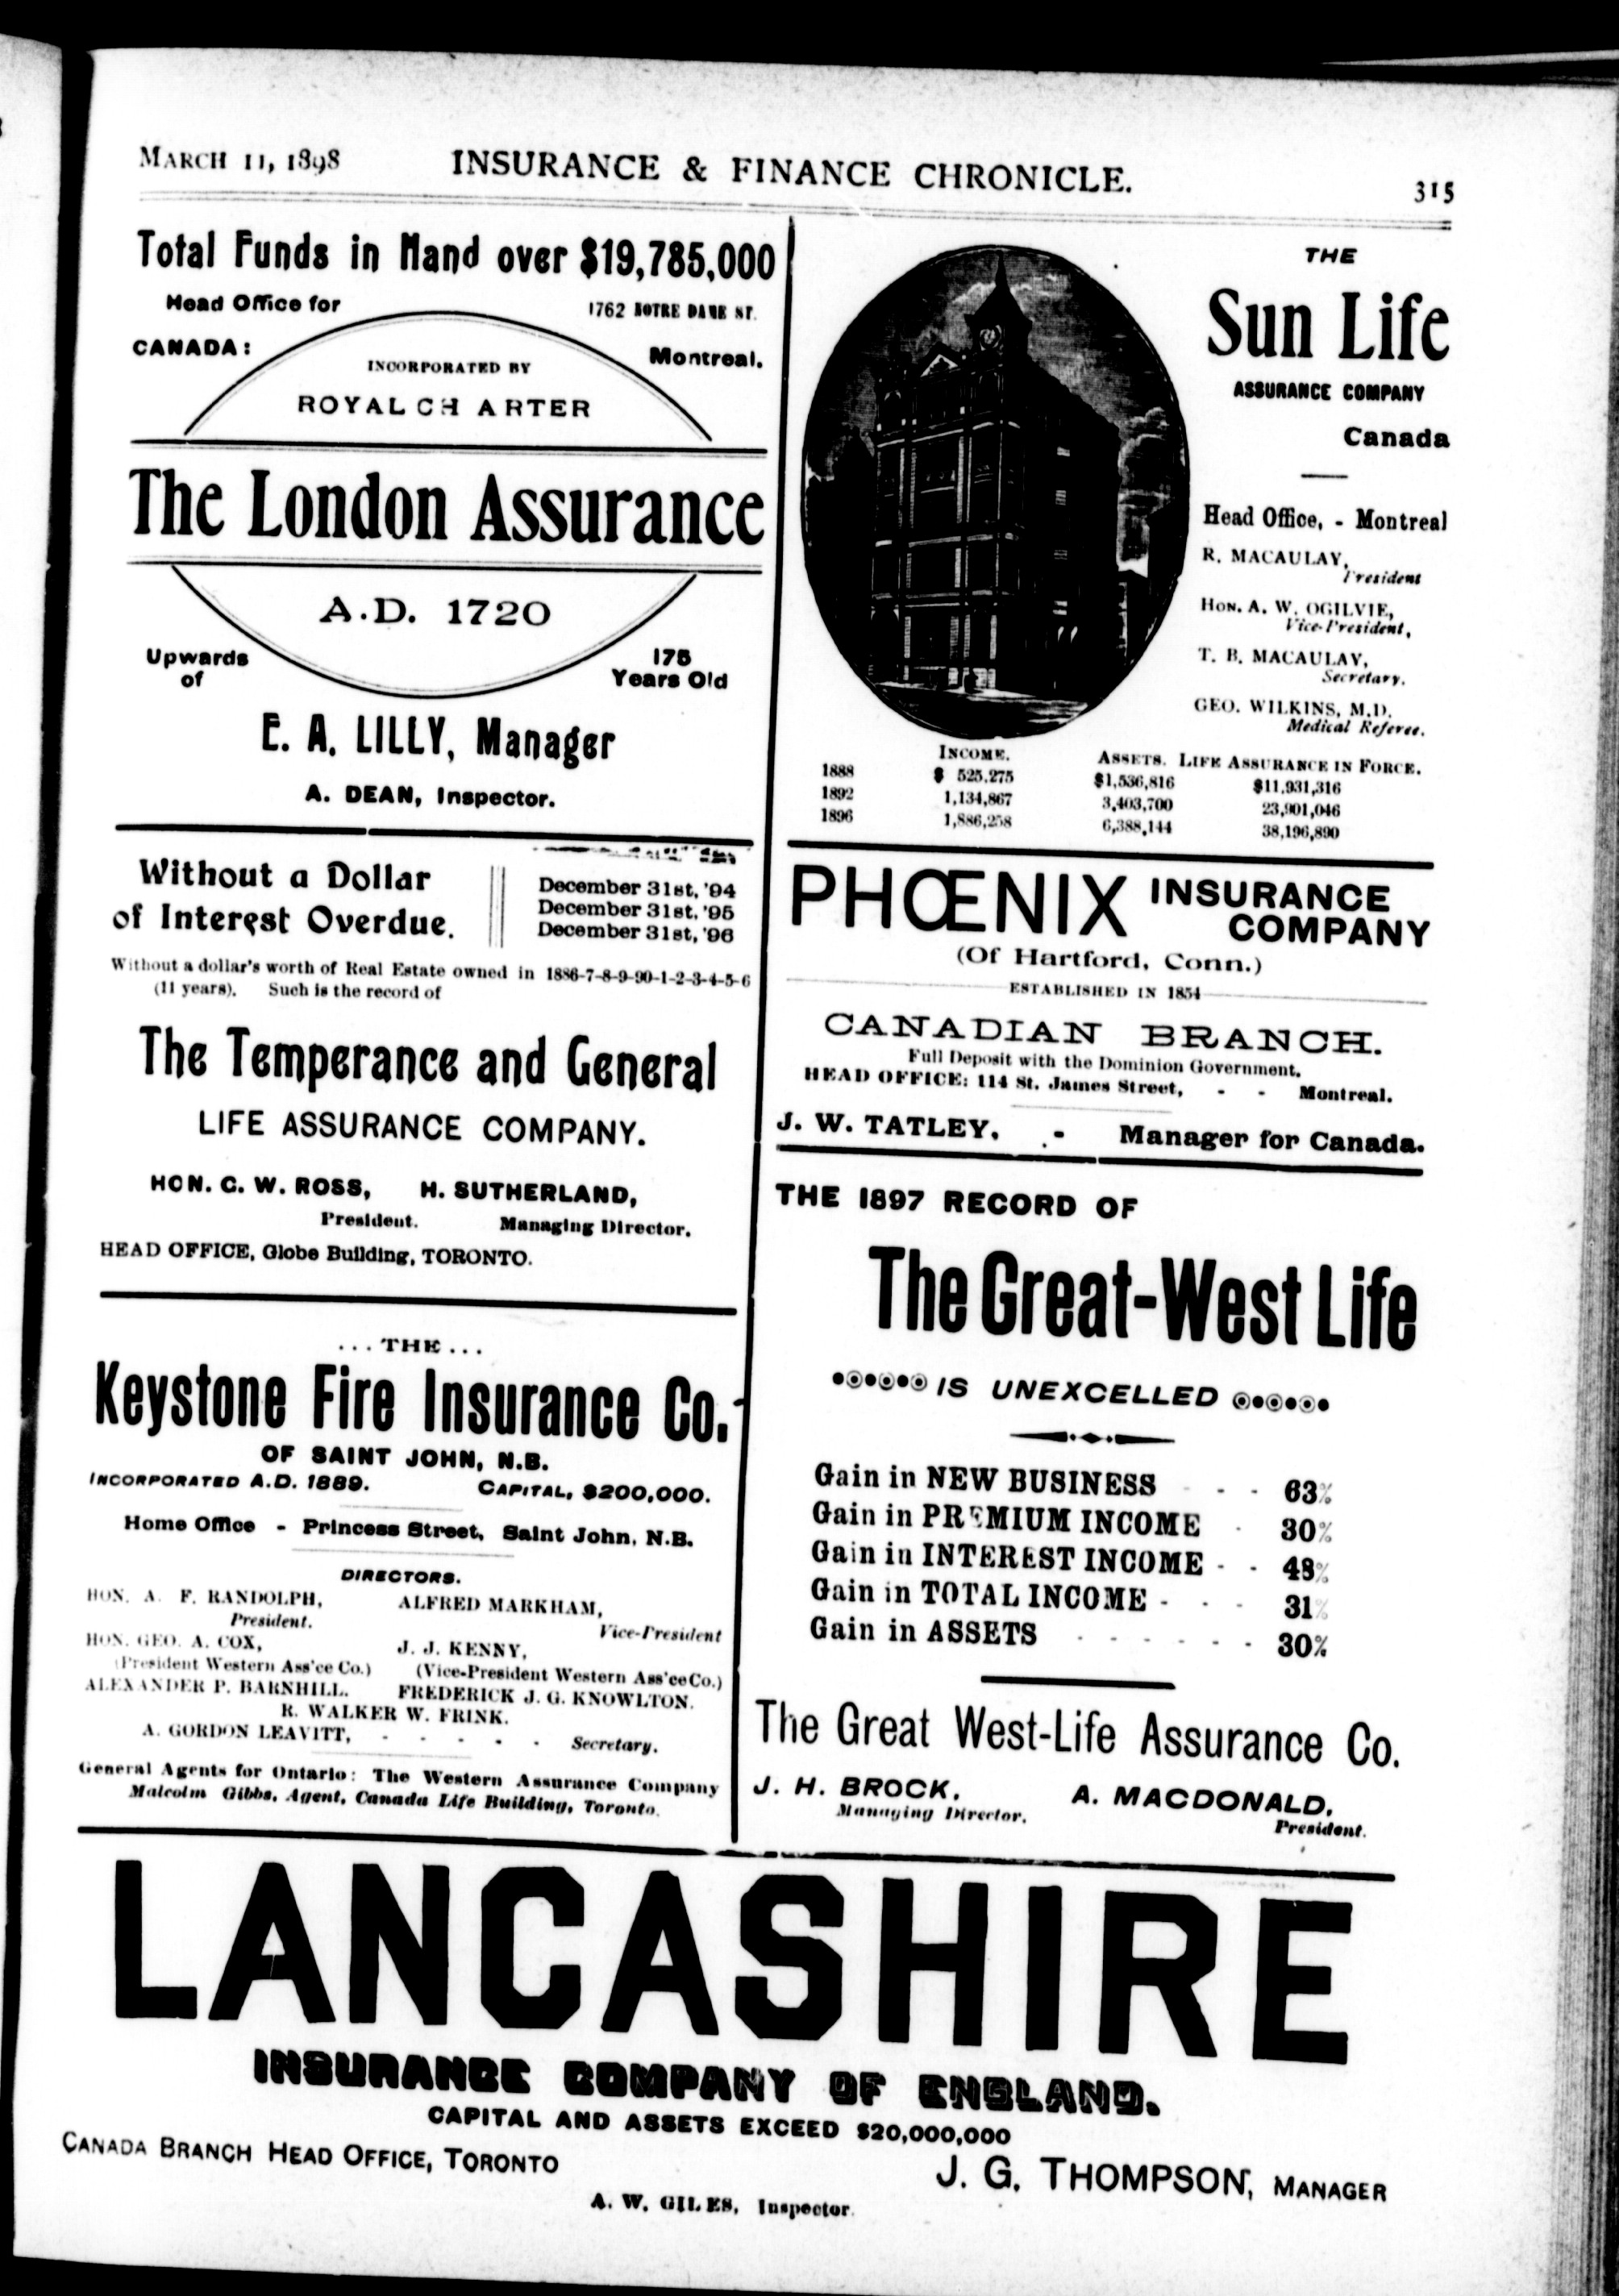 MARCH 11, 1898
INSURANCE & FINANCE CHRONICLE.
315
Total Funds in Hand over $19,785,000
Head Office for
CANADA:
1762 NOTRE DAME ST.
Montreal.
INCORPORATED BY
ROYAL CHARTER
The London Assurance
A.D. 1720
Upwards
of
175
Years Old
E. A. LILLY, Manager
A. DEAN, Inspector.
Without a Dollar
of Interest Overdue.
December 31st, '94
December 31st, '95
December 31st, '96
Without a dollar's worth of Real Estate owned in 1886-7-8-9-90-1-2-3-4-5-6
(11 years). Such is the record of
The Temperance and General
LIFE ASSURANCE COMPANY.
HON. G. W. ROSS, H. SUTHERLAND,
President. Managing Director.
HEAD OFFICE, Globe Building, TORONTO.
...THE...
Keystone Fire Insurance Co.
OF SAINT JOHN, N.B.
INCORPORATED A.D. 1889. CAPITAL, $200,000.
Home Office - Princess Street, Saint John, N.B.
DIRECTORS.
HON. A. F. RANDOLPH, ALFRED MARKHAM,
President. Vice-President
HON. GEO. A. COX, J. J. KENNY,
(President Western Ass'ce Co.) (Vice-President Western Ass'ce Co.)
ALEXANDER P. BARNHILL. FREDERICK J. G. KNOWLTON.
R. WALKER W. FRINK.
A. GORDON LEAVITT, - - - - - Secretary.
General Agents for Ontario: The Western Assurance Company
Malcolm Gibbs, Agent, Canada Life Building, Toronto.
THE
Sun Life
ASSURANCE COMPANY
Canada
Head Office, - Montreal
R. MACAULAY,
President
HON. A. W. OGILVIE,
Vice-President,
T. B. MACAULAY,
Secretary.
GEO. WILKINS, M.D.
Medical Referee.
INCOME. ASSETS. LIFE ASSURANCE IN FORCE.
1888 $ 525,275 $1,536,816 $11,931,316
1892 1,134,867 3,403,700 23,901,046
1896 1,886,258 6,388,144 38,196,890
PHŒNIX INSURANCE
COMPANY
(Of Hartford, Conn.)
ESTABLISHED IN 1854
CANADIAN BRANCH.
Full Deposit with the Dominion Government.
HEAD OFFICE: 114 St. James Street, - - Montreal.
J. W. TATLEY, - Manager for Canada.
THE 1897 RECORD OF
The Great-West Life
IS UNEXCELLED
Gain in NEW BUSINESS - - 63%
Gain in PREMIUM INCOME - 30%
Gain in INTEREST INCOME - - 48%
Gain in TOTAL INCOME - - - 31%
Gain in ASSETS - - - - - - 30%
The Great West-Life Assurance Co.
J. H. BROCK, A. MACDONALD,
Managing Director. President.
LANCASHIRE
INSURANCE COMPANY OF ENGLAND.
CAPITAL AND ASSETS EXCEED $20,000,000
CANADA BRANCH HEAD OFFICE, TORONTO
J. G. THOMPSON, MANAGER
A. W. GILES, Inspector.